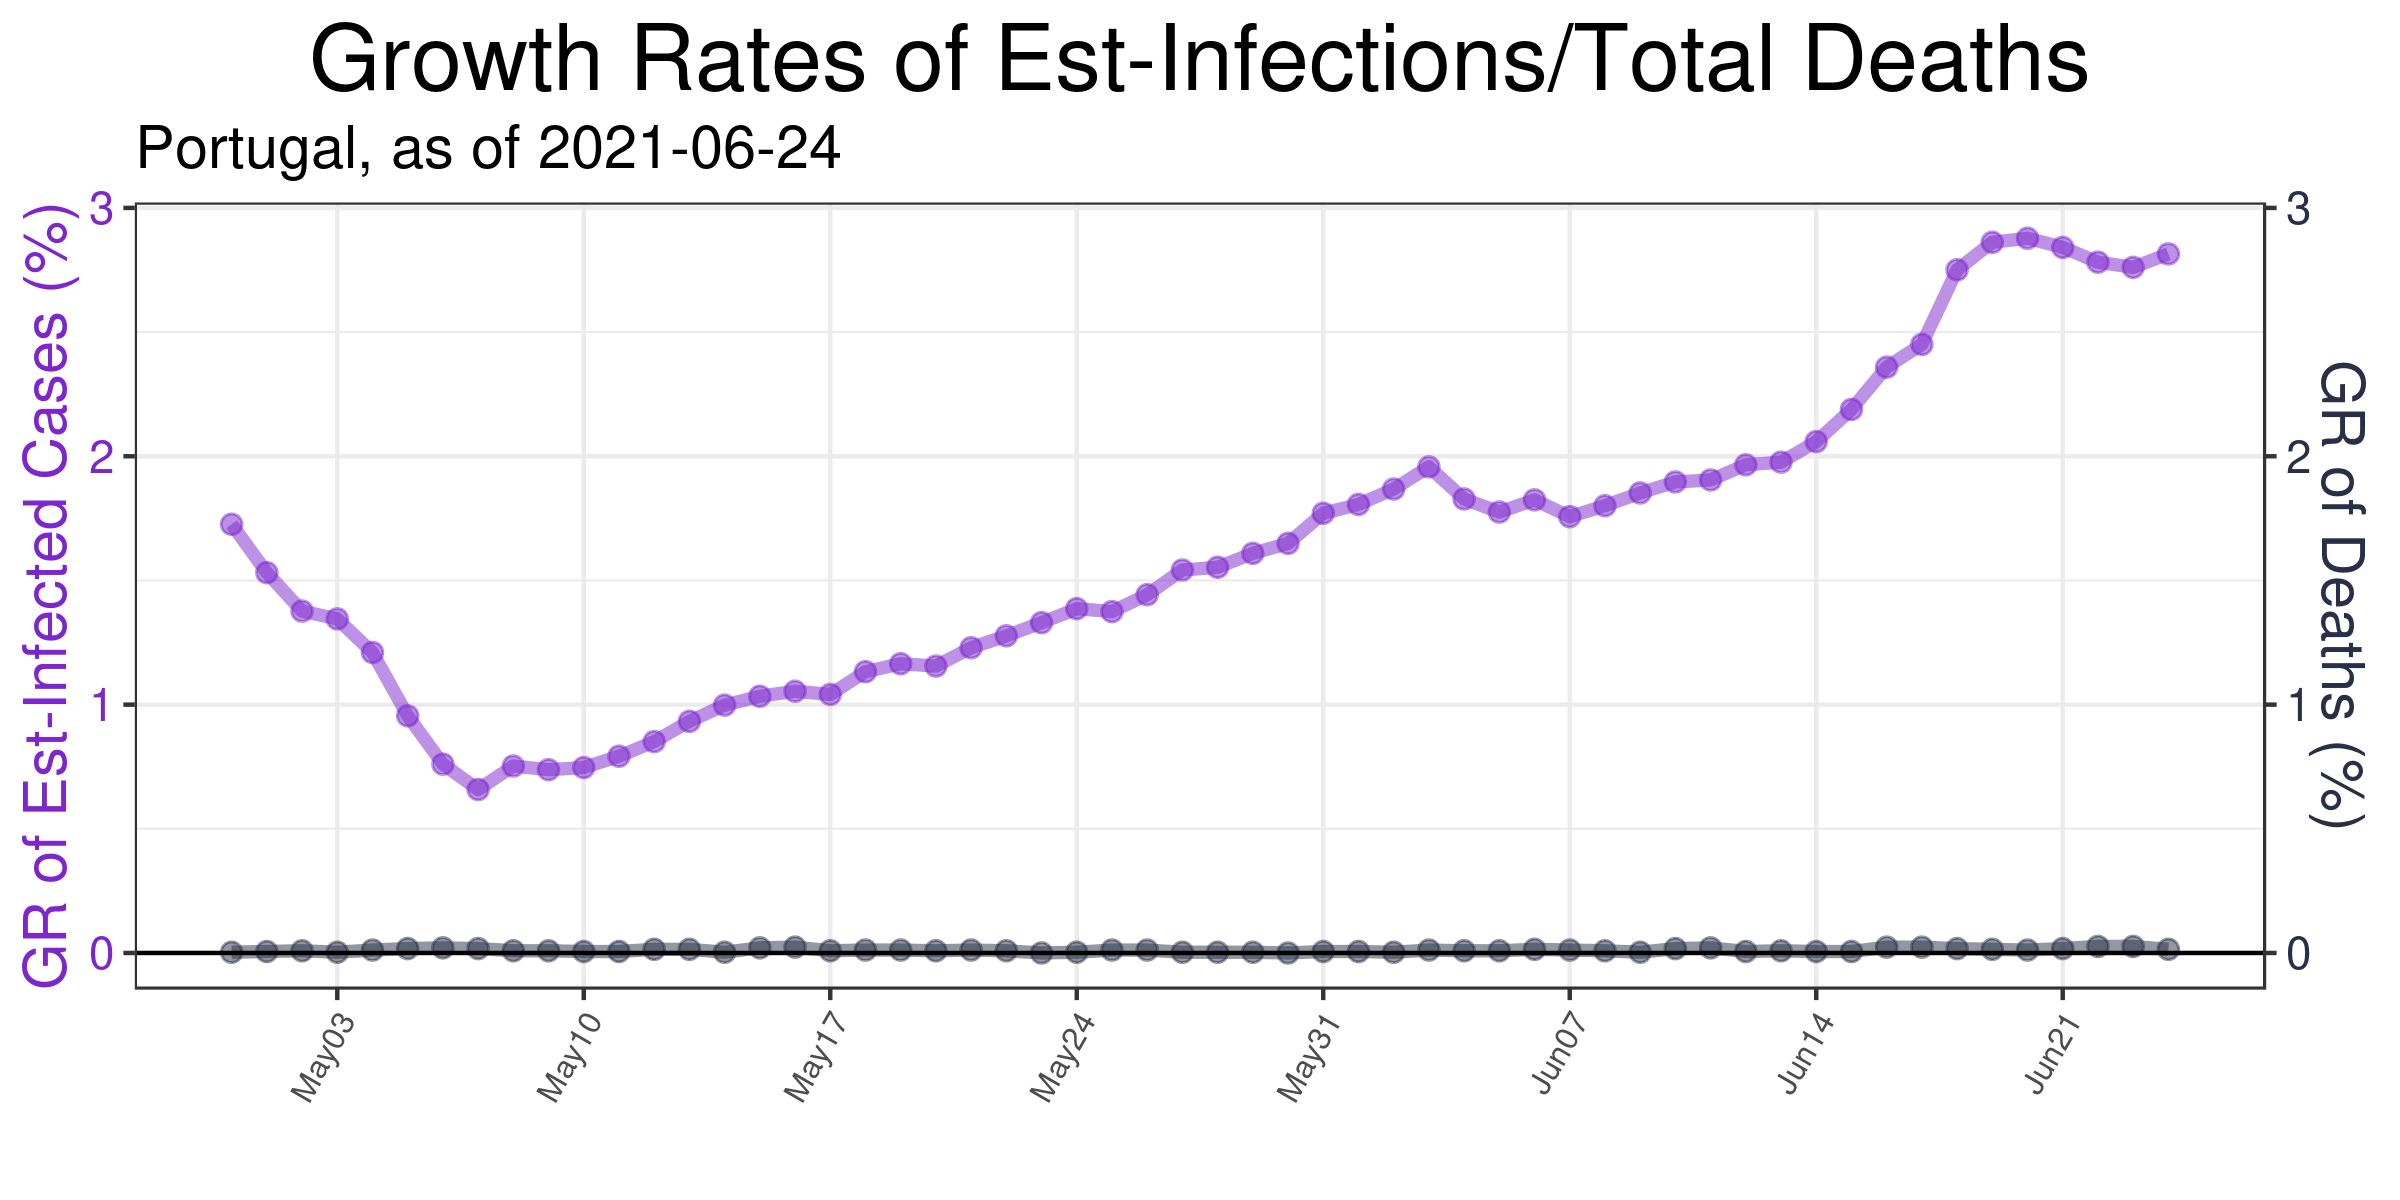 Growth Rates of Est-Infections/Total Deaths
Portugal, as of 2021-06-24
GR of Est-Infected Cases (%)
3
2
1
0
3
2
1
0
GR of Deaths (%)
May03
May10
May17
May24
May31
Jun07
Jun14
Jun21